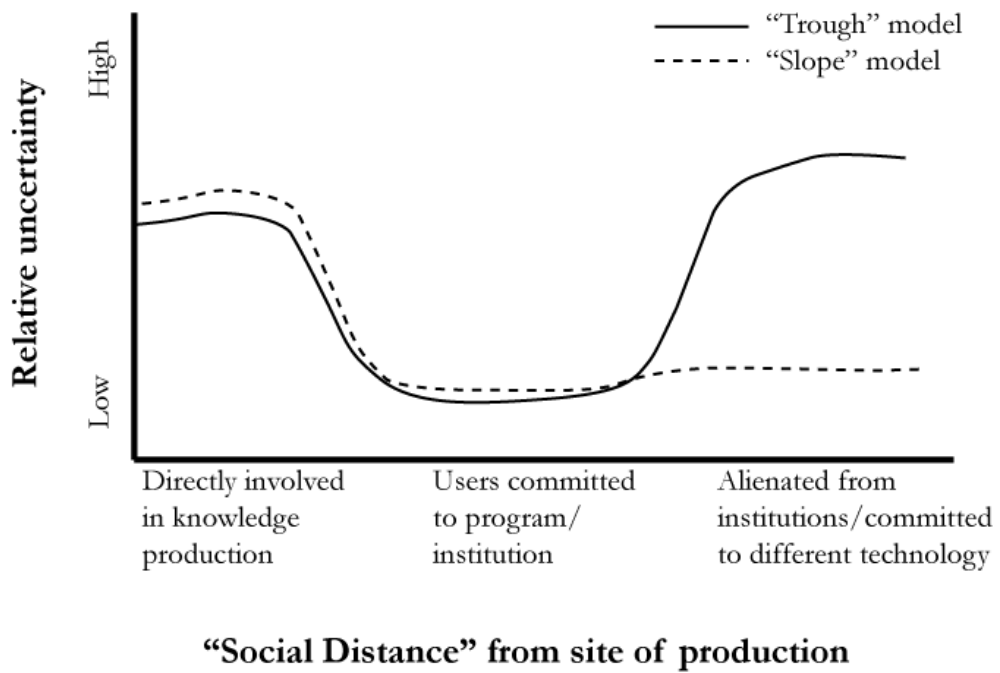 “Trough” model
“Slope” model
High
Relative uncertainty
Low
Directly involved
in knowledge
production
Users committed
to program/
institution
Alienated from
institutions/committed
to different technology
“Social Distance” from site of production